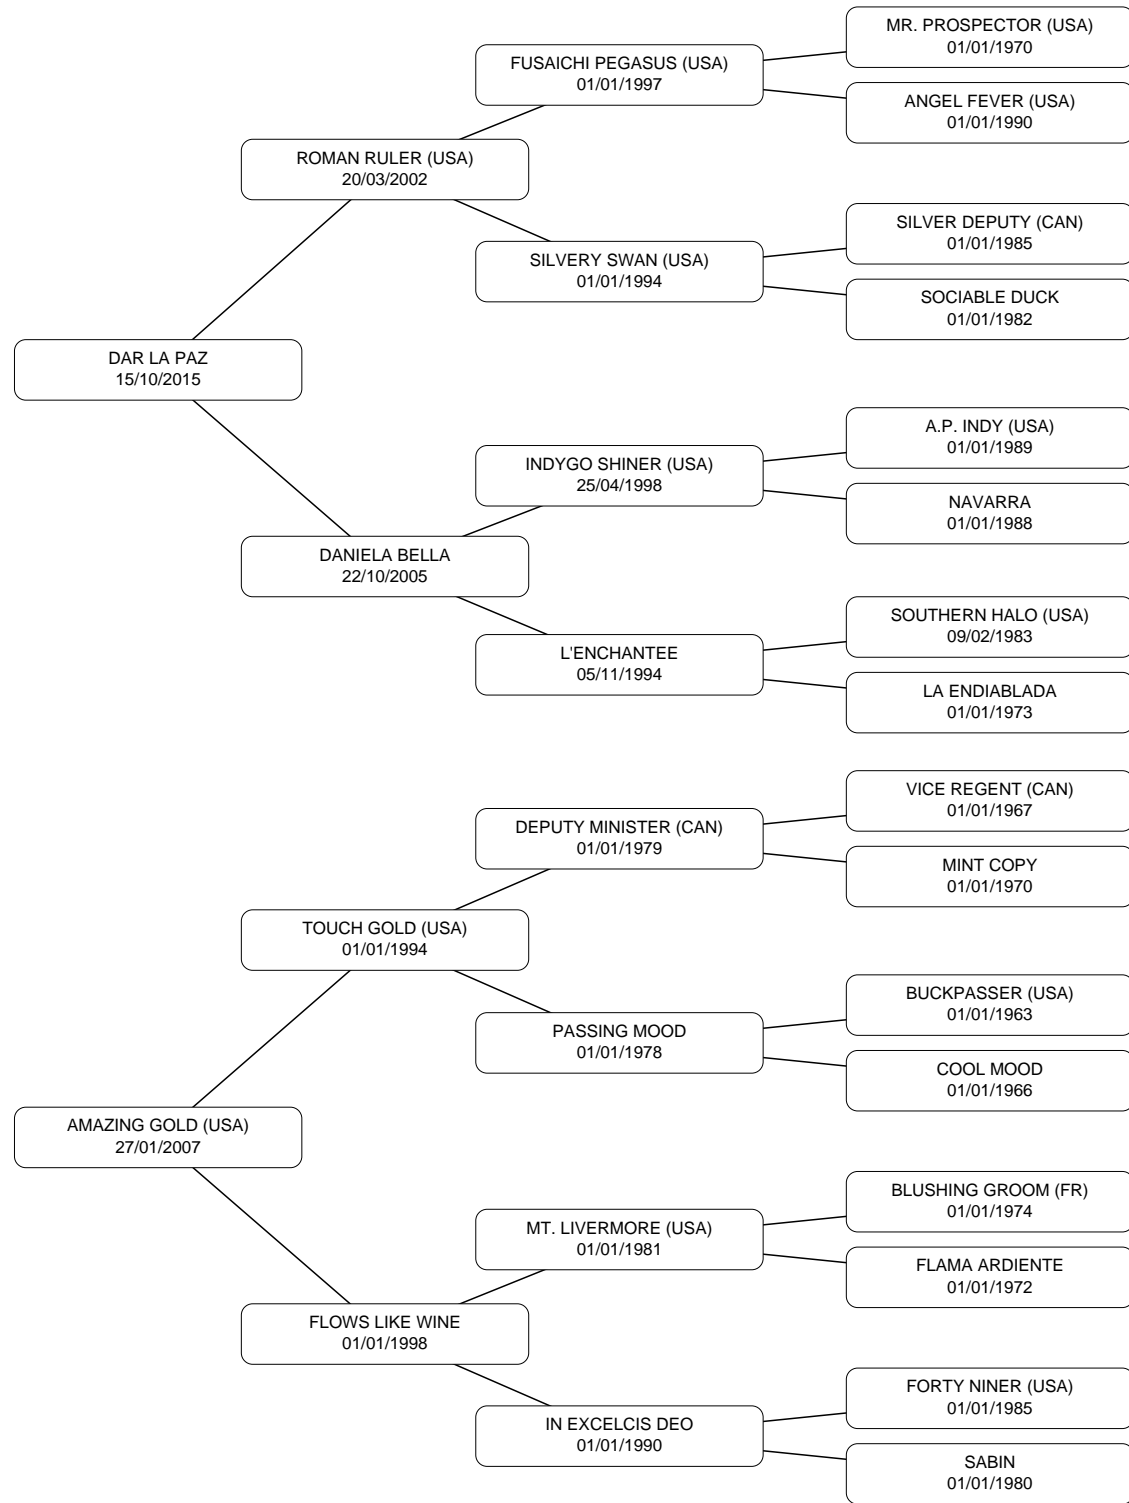 MR. PROSPECTOR (USA)
01/01/1970
FUSAICHI PEGASUS (USA)
01/01/1997
ANGEL FEVER (USA)
01/01/1990
ROMAN RULER (USA)
20/03/2002
SILVER DEPUTY (CAN)
01/01/1985
SILVERY SWAN (USA)
01/01/1994
SOCIABLE DUCK
01/01/1982
DAR LA PAZ
15/10/2015
A.P. INDY (USA)
01/01/1989
INDYGO SHINER (USA)
25/04/1998
NAVARRA
01/01/1988
DANIELA BELLA
22/10/2005
SOUTHERN HALO (USA)
09/02/1983
L'ENCHANTEE
05/11/1994
LA ENDIABLADA
01/01/1973
VICE REGENT (CAN)
01/01/1967
DEPUTY MINISTER (CAN)
01/01/1979
MINT COPY
01/01/1970
TOUCH GOLD (USA)
01/01/1994
BUCKPASSER (USA)
01/01/1963
PASSING MOOD
01/01/1978
COOL MOOD
01/01/1966
AMAZING GOLD (USA)
27/01/2007
BLUSHING GROOM (FR)
01/01/1974
MT. LIVERMORE (USA)
01/01/1981
FLAMA ARDIENTE
01/01/1972
FLOWS LIKE WINE
01/01/1998
FORTY NINER (USA)
01/01/1985
IN EXCELCIS DEO
01/01/1990
SABIN
01/01/1980